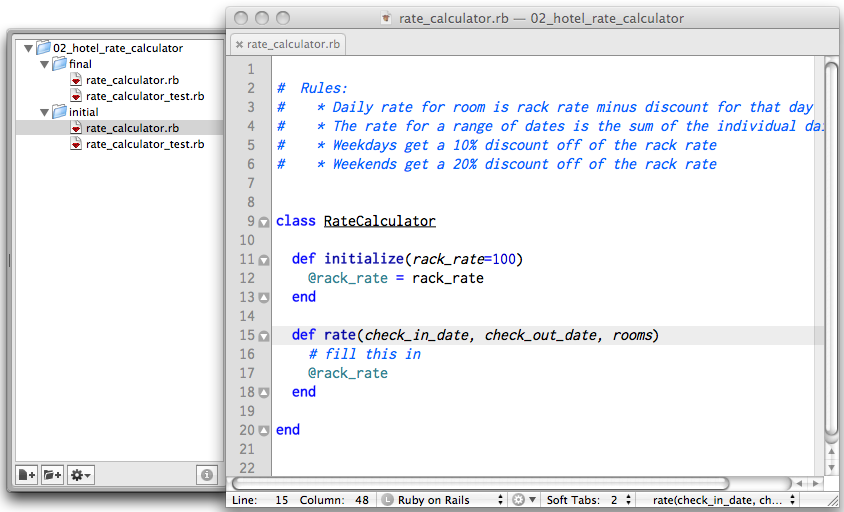 rate_calculator.rb — 02_hotel_rate_calculator
02_hotel_rate_calculator
final
rate_calculator.rb
rate_calculator_test.rb
initial
rate_calculator.rb
rate_calculator_test.rb
rate_calculator.rb
1
2 #  Rules:
3 #    * Daily rate for room is rack rate minus discount for that day
4 #    * The rate for a range of dates is the sum of the individual dai
5 #    * Weekdays get a 10% discount off of the rack rate
6 #    * Weekends get a 20% discount off of the rack rate
7
8
9 class RateCalculator
10
11   def initialize(rack_rate=100)
12     @rack_rate = rack_rate
13   end
14
15   def rate(check_in_date, check_out_date, rooms)
16     # fill this in
17     @rack_rate
18   end
19
20 end
21
22
Line: 15 Column: 48 L Ruby on Rails Soft Tabs: 2 rate(check_in_date, ch...